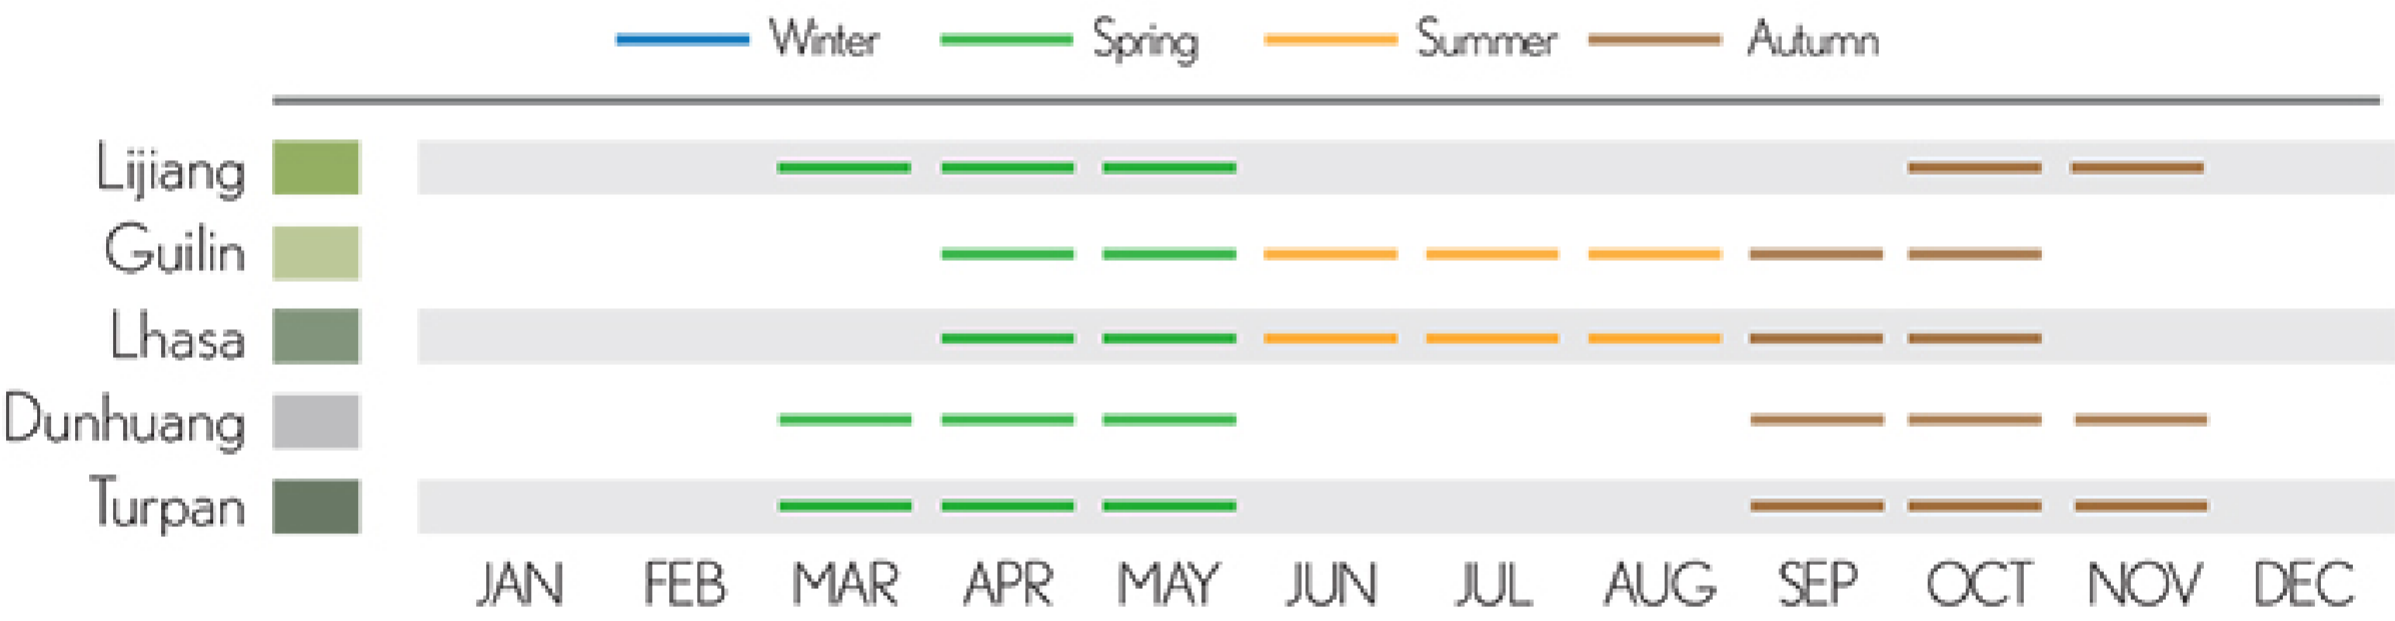 Winter Spring Summer Autumn
Lijiang
Guilin
Lhasa
Dunhuang
Turpan
JAN FEB MAR APR MAY JUN JUL AUG SEP OCT NOV DEC